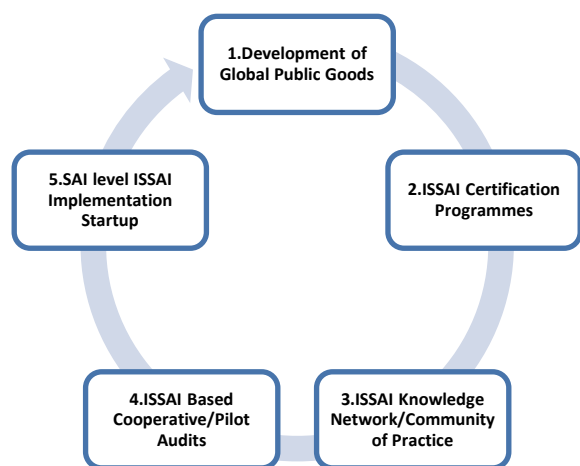 1.Development of
Global Public Goods
2.ISSAI Certification
Programmes
3.ISSAI Knowledge
Network/Community
of Practice
4.ISSAI Based
Cooperative/Pilot
Audits
5.SAI level ISSAI
Implementation
Startup